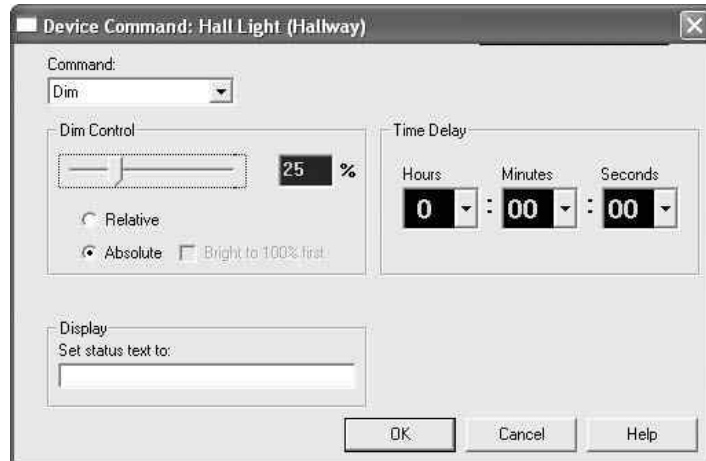 Device Command: Hall Light (Hallway)
Command:
Dim
Dim Control
25 %
Relative
Absolute Bright to 100% first
Time Delay
Hours Minutes Seconds
0 : 00 : 00
Display
Set status text to:
OK Cancel Help